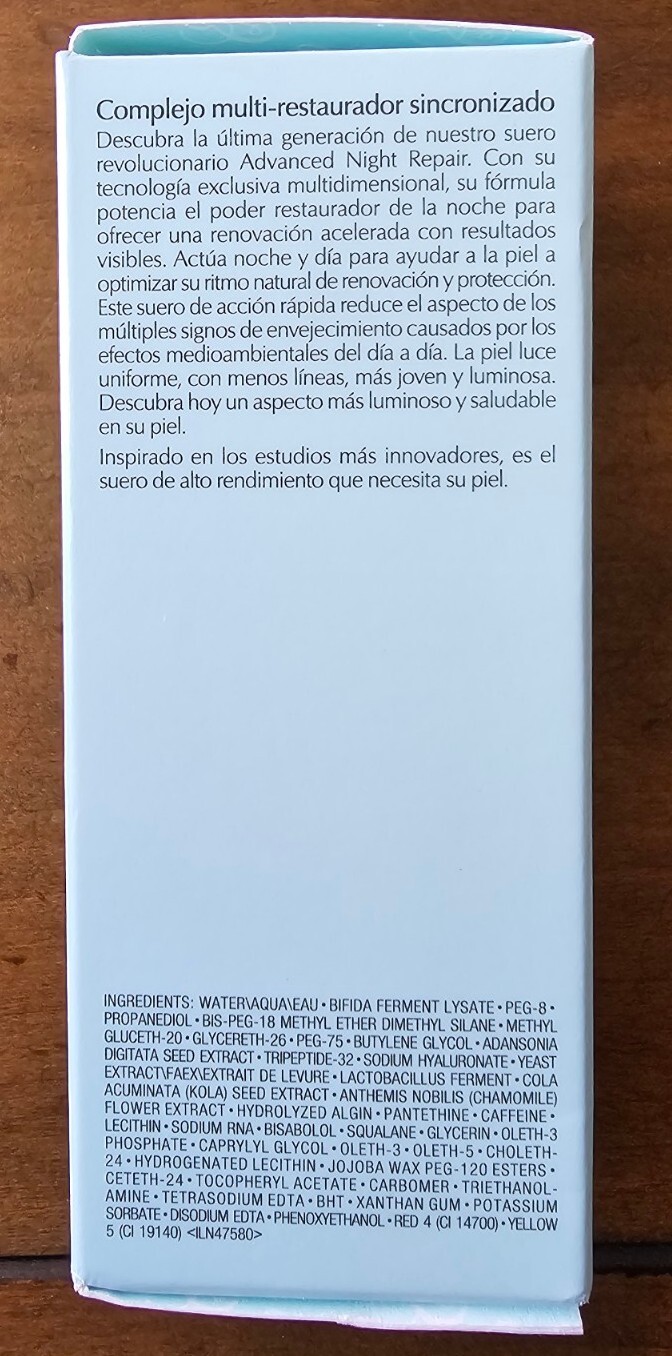 Complejo multi-restaurador sincronizado
Descubra la última generación de nuestro suero
revolucionario Advanced Night Repair. Con su
tecnología exclusiva multidimensional, su fórmula
potencia el poder restaurador de la noche para
ofrecer una renovación acelerada con resultados
visibles. Actúa noche y día para ayudar a la piel a
optimizar su ritmo natural de renovación y protección.
Este suero de acción rápida reduce el aspecto de los
múltiples signos de envejecimiento causados por los
efectos medioambientales del día a día. La piel luce
uniforme, con menos líneas, más joven y luminosa.
Descubra hoy un aspecto más luminoso y saludable
en su piel.
Inspirado en los estudios más innovadores, es el
suero de alto rendimiento que necesita su piel.
INGREDIENTS: WATER\AQUA\EAU • BIFIDA FERMENT LYSATE • PEG-8 •
PROPANEDIOL • BIS-PEG-18 METHYL ETHER DIMETHYL SILANE • METHYL
GLUCETH-20 • GLYCERETH-26 • PEG-75 • BUTYLENE GLYCOL • ADANSONIA
DIGITATA SEED EXTRACT • TRIPEPTIDE-32 • SODIUM HYALURONATE • YEAST
EXTRACT\FAEX\EXTRAIT DE LEVURE • LACTOBACILLUS FERMENT • COLA
ACUMINATA (KOLA) SEED EXTRACT • ANTHEMIS NOBILIS (CHAMOMILE)
FLOWER EXTRACT • HYDROLYZED ALGIN • PANTETHINE • CAFFEINE •
LECITHIN • SODIUM RNA • BISABOLOL • SQUALANE • GLYCERIN • OLETH-3
PHOSPHATE • CAPRYLYL GLYCOL • OLETH-3 • OLETH-5 • CHOLETH-
24 • HYDROGENATED LECITHIN • JOJOBA WAX PEG-120 ESTERS •
CETETH-24 • TOCOPHERYL ACETATE • CARBOMER • TRIETHANOL-
AMINE • TETRASODIUM EDTA • BHT • XANTHAN GUM • POTASSIUM
SORBATE • DISODIUM EDTA • PHENOXYETHANOL • RED 4 (CI 14700) • YELLOW
5 (CI 19140) <ILN47580>